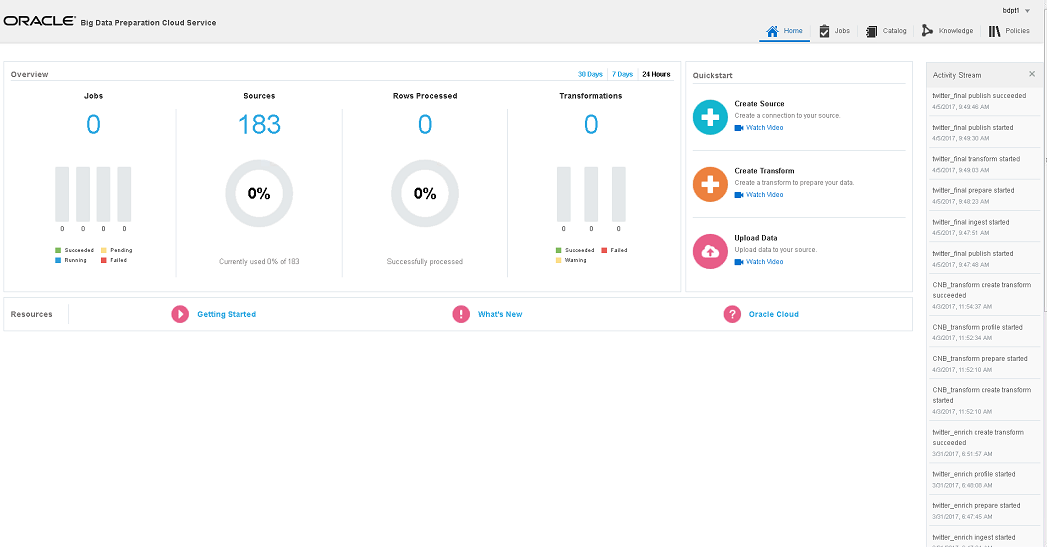 ORACLE Big Data Preparation Cloud Service
bdpt1
Home Jobs Catalog Knowledge Policies
Overview
30 Days 7 Days 24 Hours
Jobs
0
0 0 0 0
Succeeded Pending
Running Failed
Sources
183
0%
Currently used 0% of 183
Rows Processed
0
0%
Successfully processed
Transformations
0
0 0 0
Succeeded Failed
Warning
Quickstart
Create Source
Create a connection to your source.
Watch Video
Create Transform
Create a transform to prepare your data.
Watch Video
Upload Data
Upload data to your source.
Watch Video
Resources
Getting Started
What's New
Oracle Cloud
Activity Stream
twitter_final publish succeeded
4/5/2017, 9:49:46 AM
twitter_final publish started
4/5/2017, 9:49:30 AM
twitter_final transform started
4/5/2017, 9:49:03 AM
twitter_final prepare started
4/5/2017, 9:48:23 AM
twitter_final ingest started
4/5/2017, 9:47:51 AM
twitter_final publish started
4/5/2017, 9:47:48 AM
CNB_transform create transform
succeeded
4/3/2017, 11:54:37 AM
CNB_transform profile started
4/3/2017, 11:52:34 AM
CNB_transform prepare started
4/3/2017, 11:52:10 AM
CNB_transform create transform
started
4/3/2017, 11:52:10 AM
twitter_enrich create transform
succeeded
3/31/2017, 6:51:57 AM
twitter_enrich profile started
3/31/2017, 6:48:08 AM
twitter_enrich prepare started
3/31/2017, 6:47:45 AM
twitter_enrich ingest started